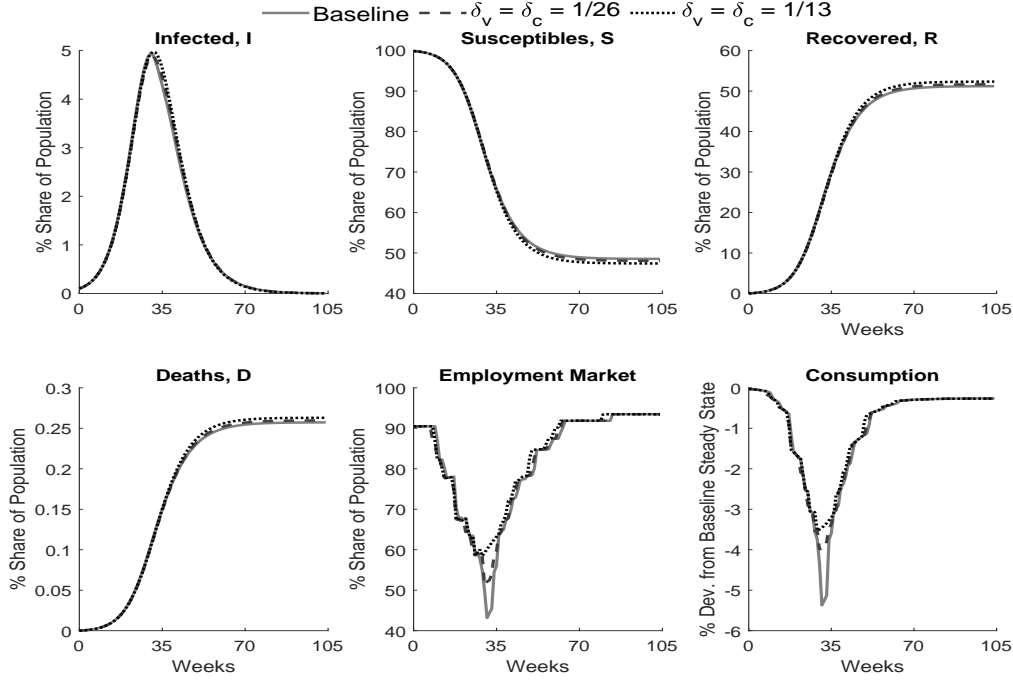 Baseline δv = δc = 1/26 δv = δc = 1/13
Infected, I
Susceptibles, S
Recovered, R
% Share of Population
5
4
3
2
1
0
0 35 70 105
% Share of Population
100
90
80
70
60
50
40
0 35 70 105
% Share of Population
60
50
40
30
20
10
0
0 35 70 105
Weeks
Deaths, D
Employment Market
Consumption
% Share of Population
0.3
0.25
0.2
0.15
0.1
0.05
0
0 35 70 105
Weeks
% Share of Population
100
90
80
70
60
50
40
0 35 70 105
Weeks
% Dev. from Baseline Steady State
0
-1
-2
-3
-4
-5
-6
0 35 70 105
Weeks